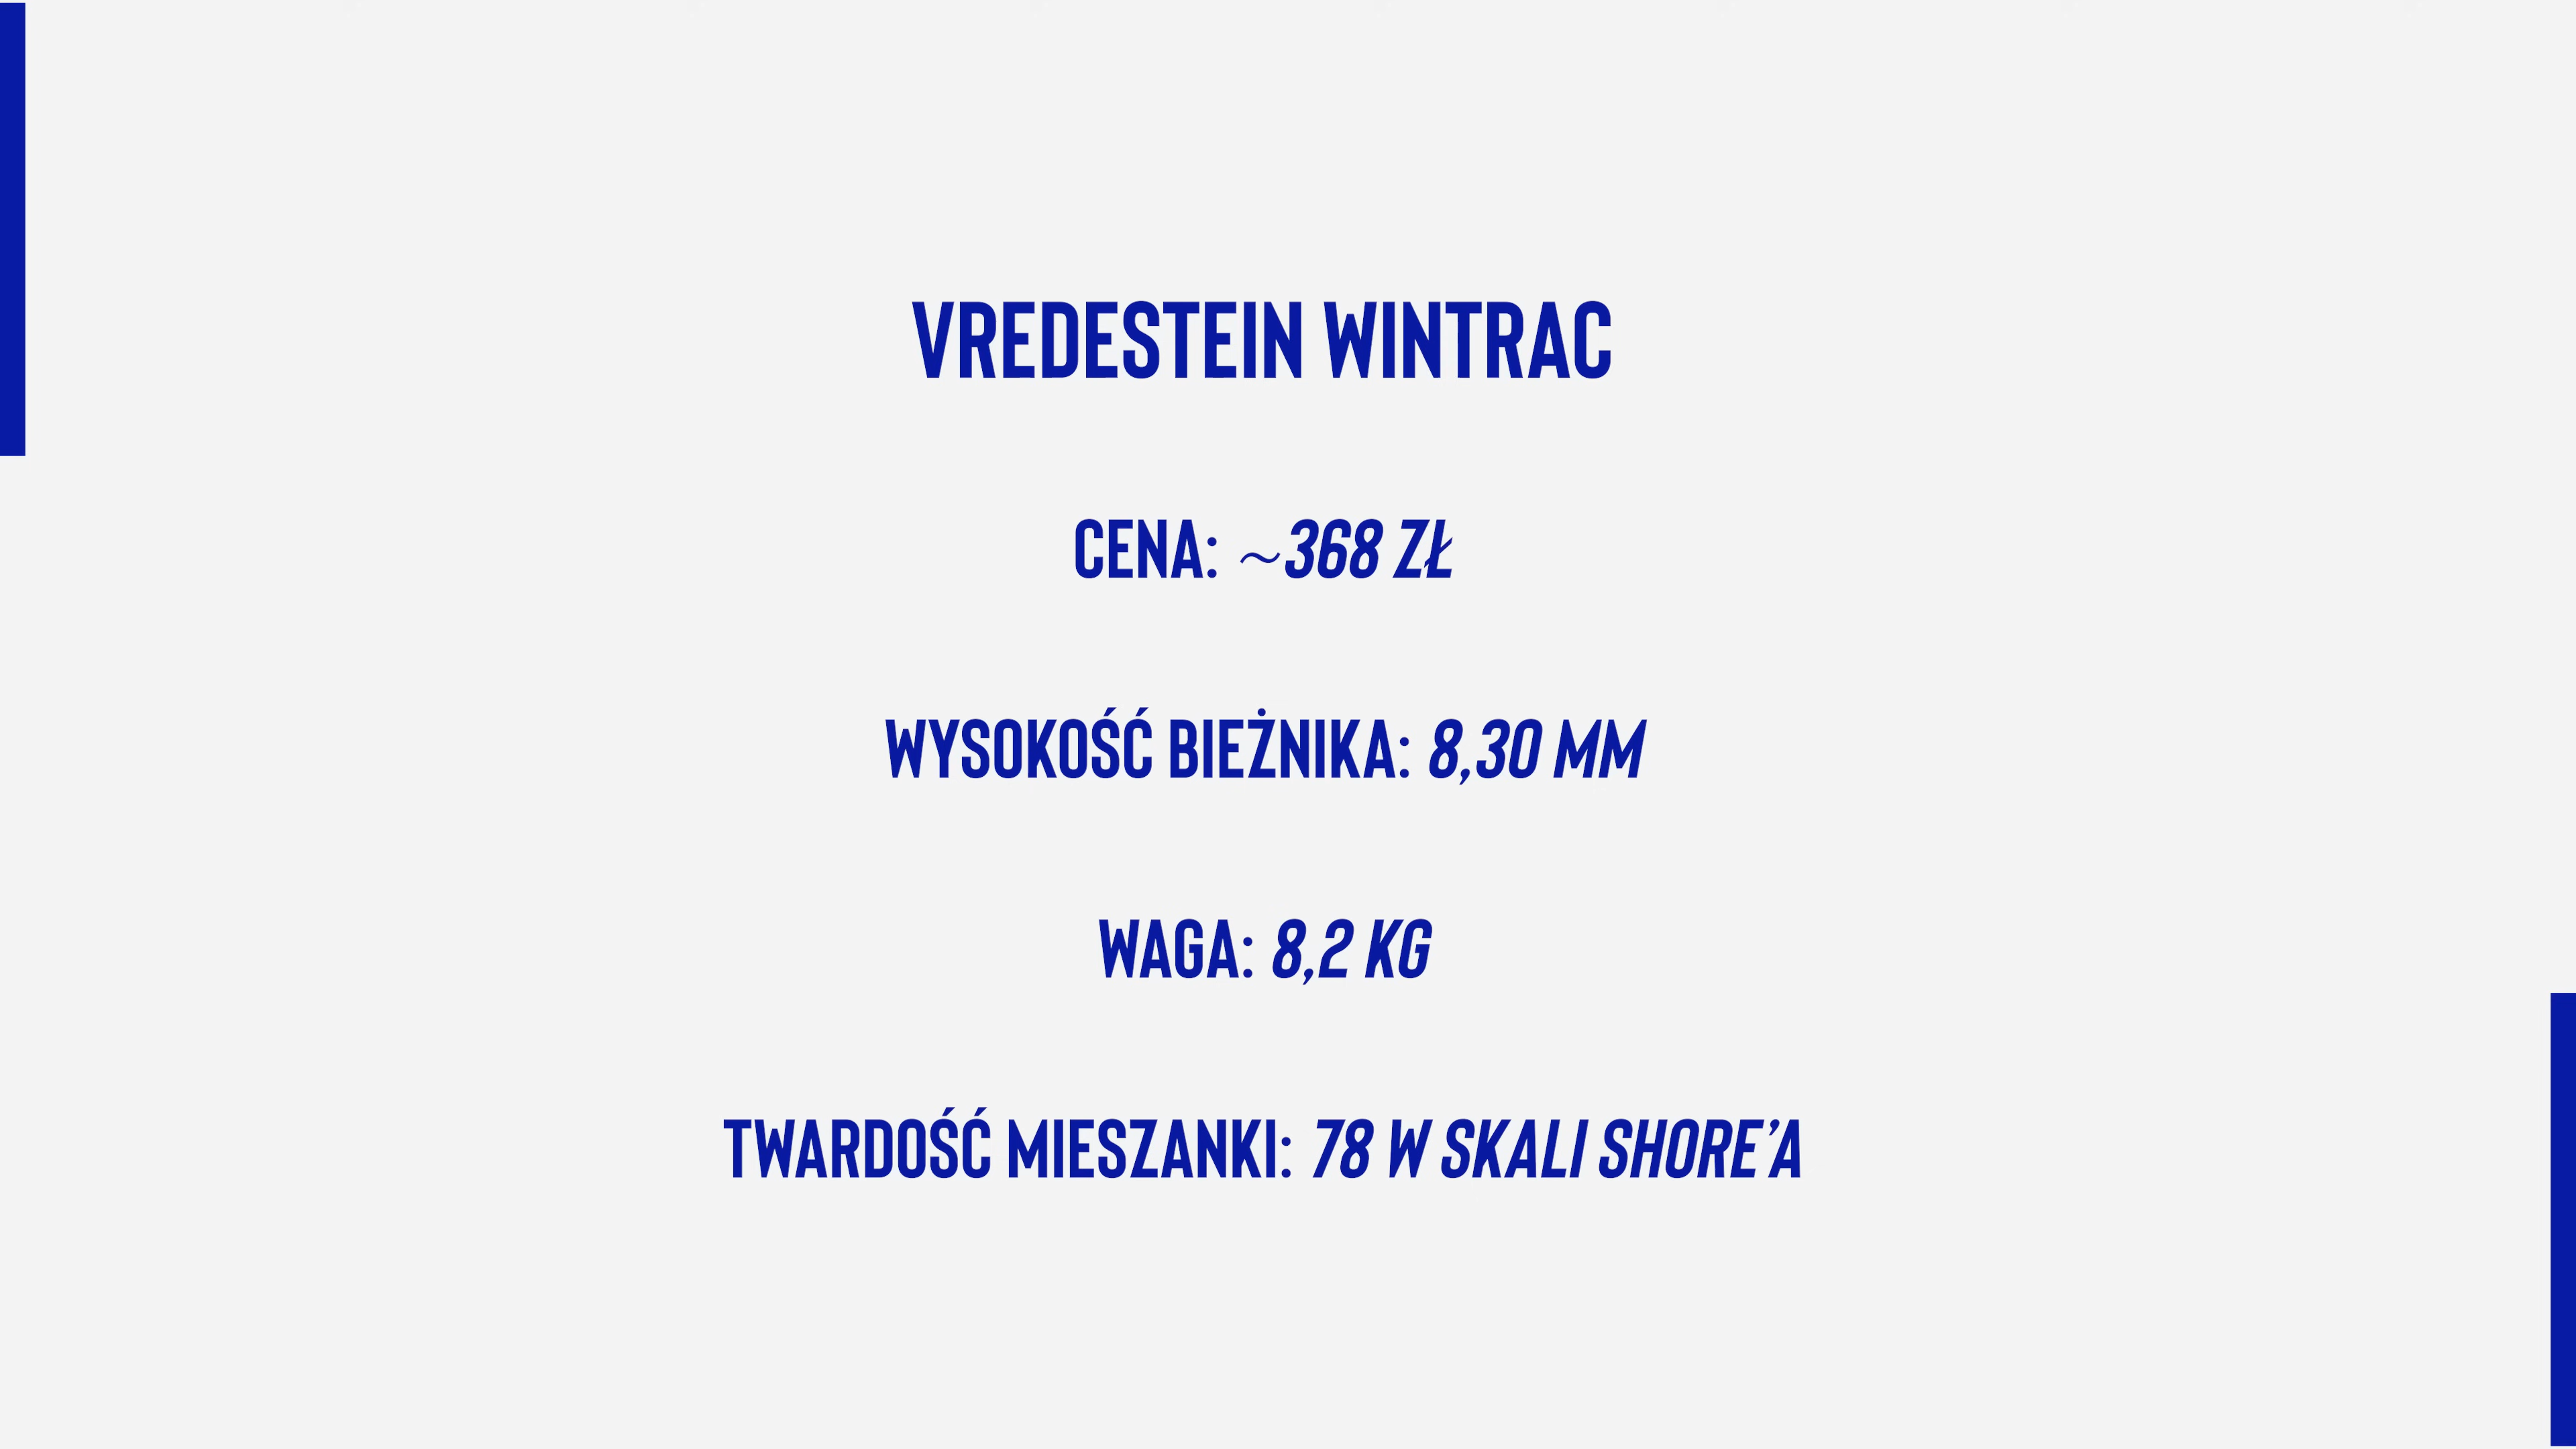 VREDESTEIN WINTRAC
CENA: ~368 ZŁ
WYSOKOŚĆ BIEŻNIKA: 8,30 MM
WAGA: 8,2 KG
TWARDOŚĆ MIESZANKI: 78 W SKALI SHORE’A